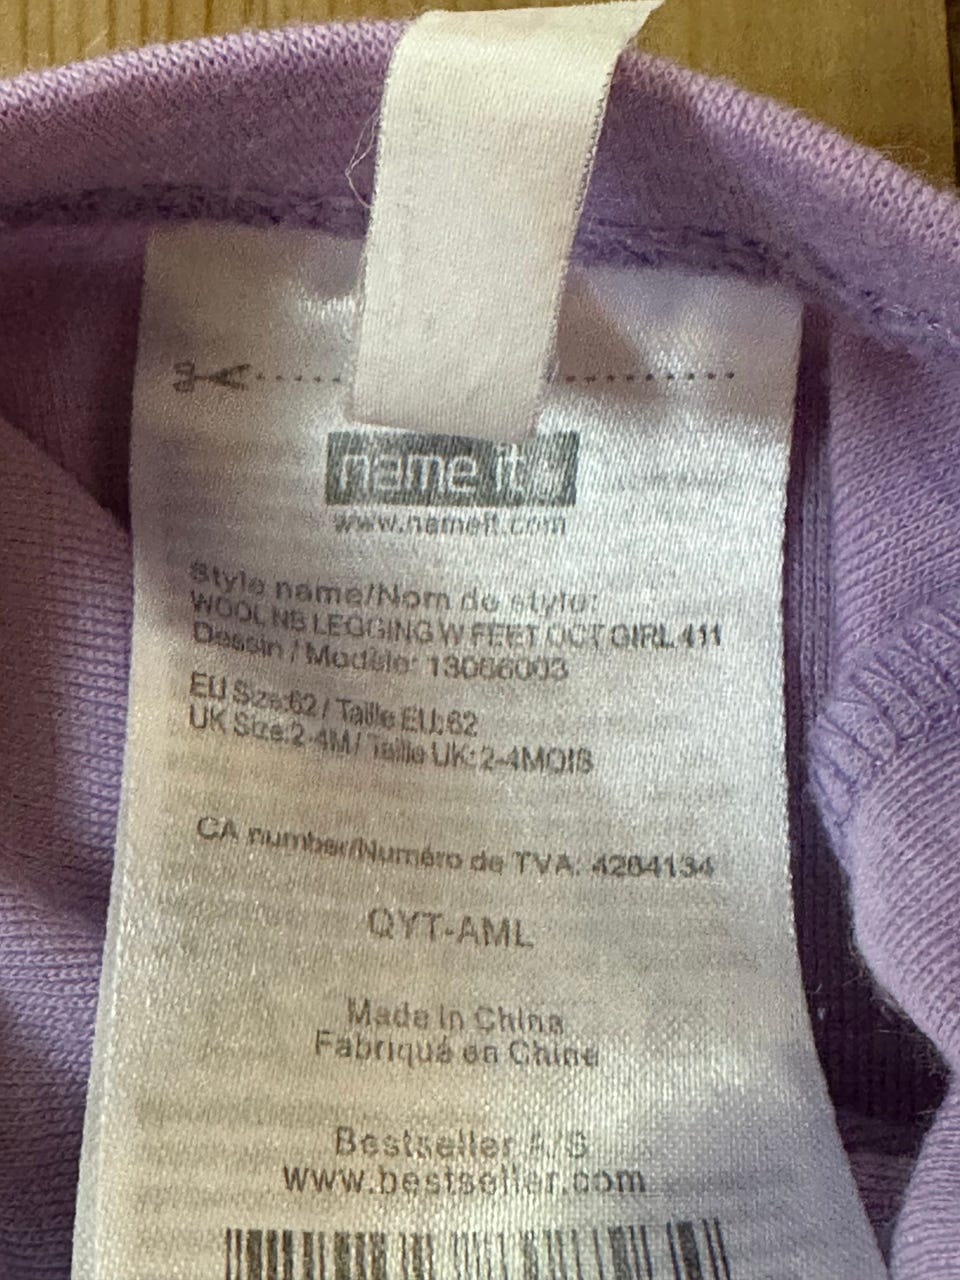 name it
www.nameit.com
Style name/Nom de style:
WOOL NB LEGGING W FEET OCT GIRL 411
Dessin / Modèle: 13066003
EU Size:62 / Taille EU:62
UK Size:2-4M/ Taille UK:2-4MOIS
CA number/Numéro de TVA: 4264134
QYT-AML
Made in China
Fabriqué en Chine
Bestseller A/S
www.bestseller.com